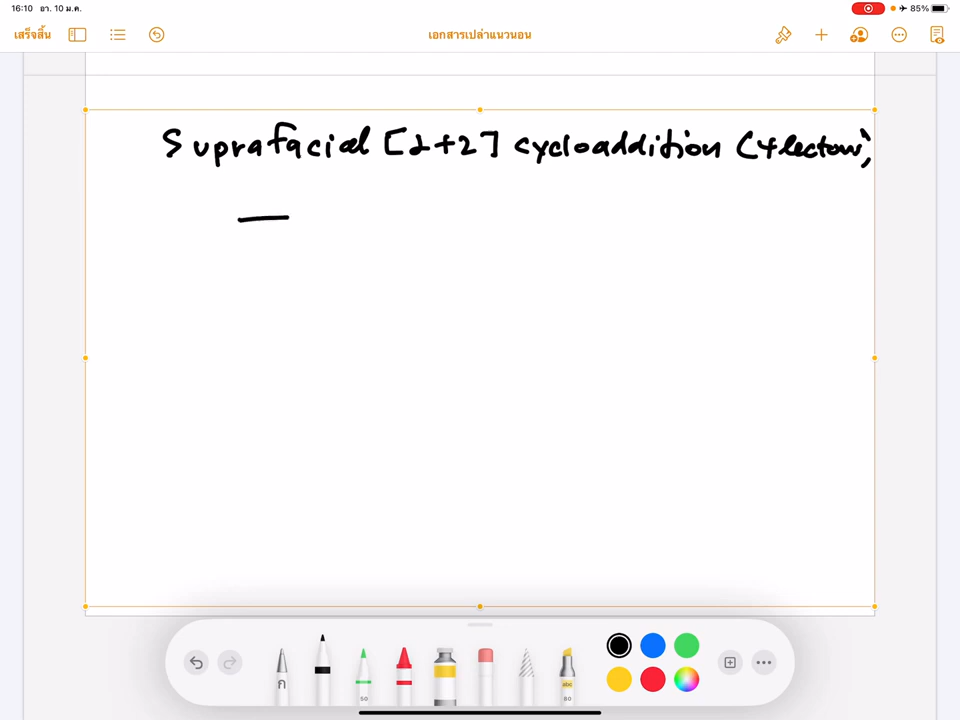 16:10 อา. 10 ม.ค. 85%
เสร็จสิ้น เอกสารเปล่าแนวนอน
Suprafacial [2+2] cycloaddition (4
ก 50 abc 80